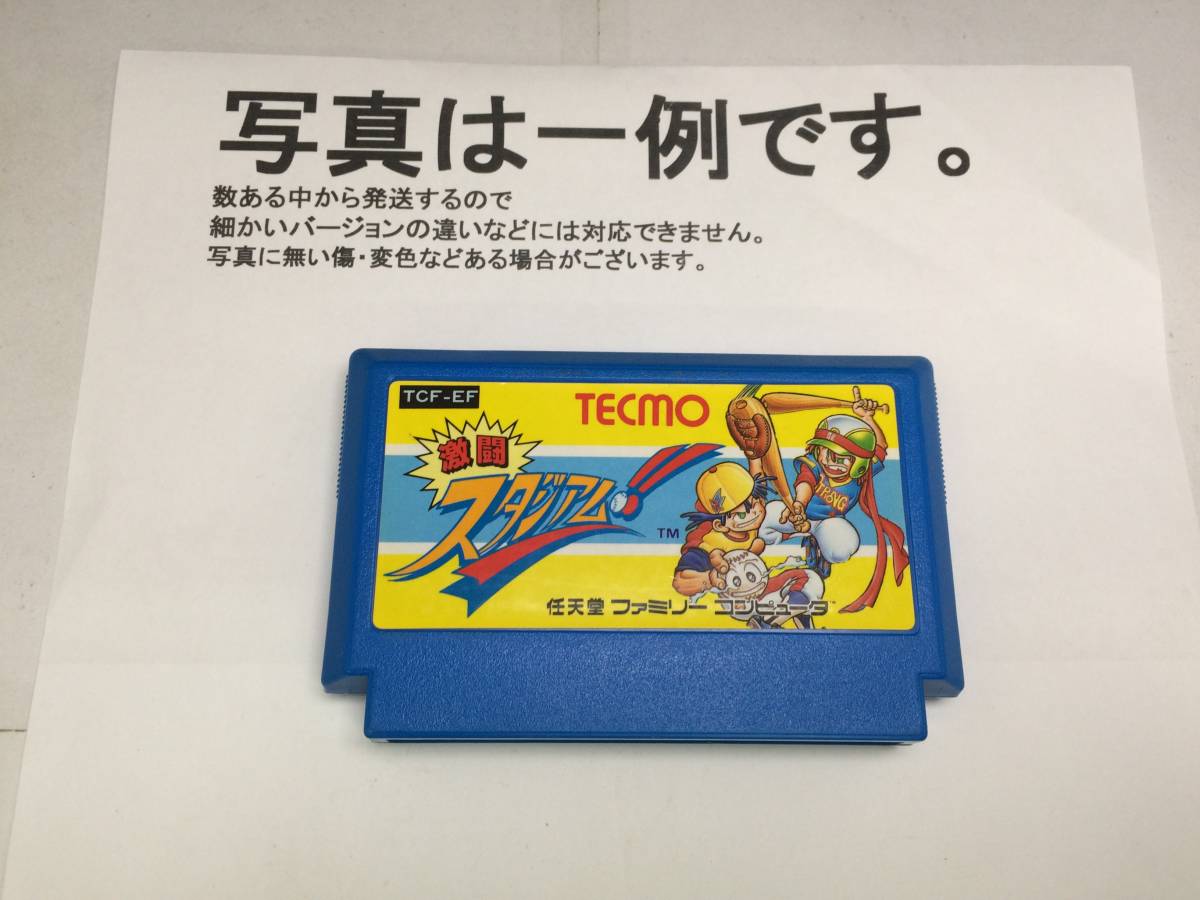 写真は一例です。
数ある中から発送するので
細かいバージョンの違いなどには対応できません。
写真に無い傷・変色などある場合がございます。
TCF-EF
TECMO
激闘
スタジアム!!
TM
任天堂 ファミリー コンピュータ™